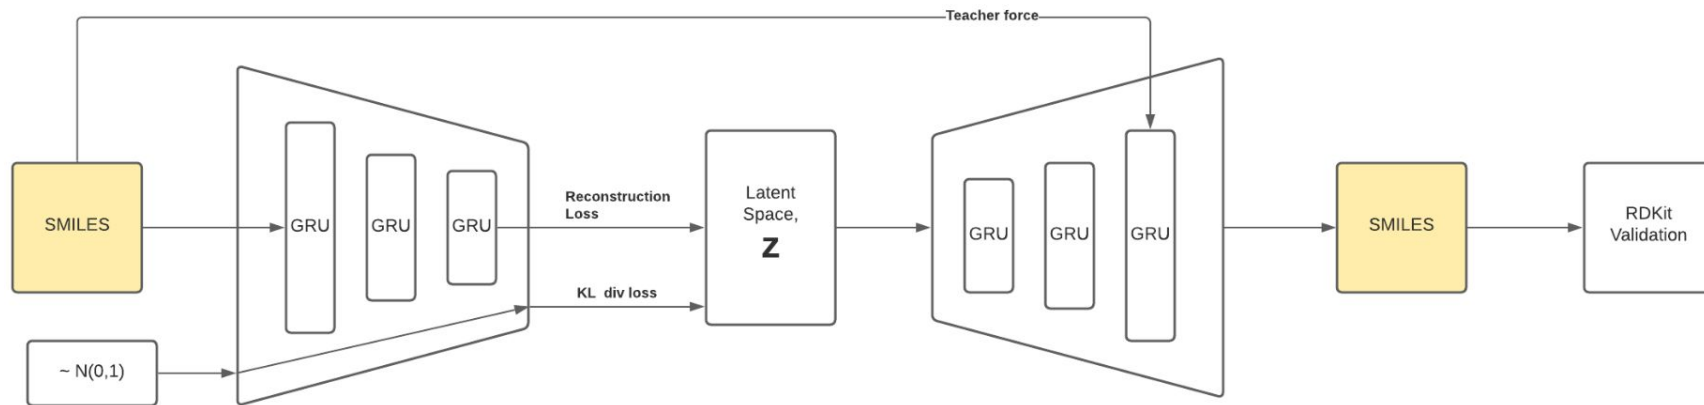 Teacher force
SMILES
GRU
GRU
GRU
Reconstruction
Loss
KL div loss
Latent
Space,
Z
GRU
GRU
GRU
SMILES
RDKit
Validation
~ N(0,1)